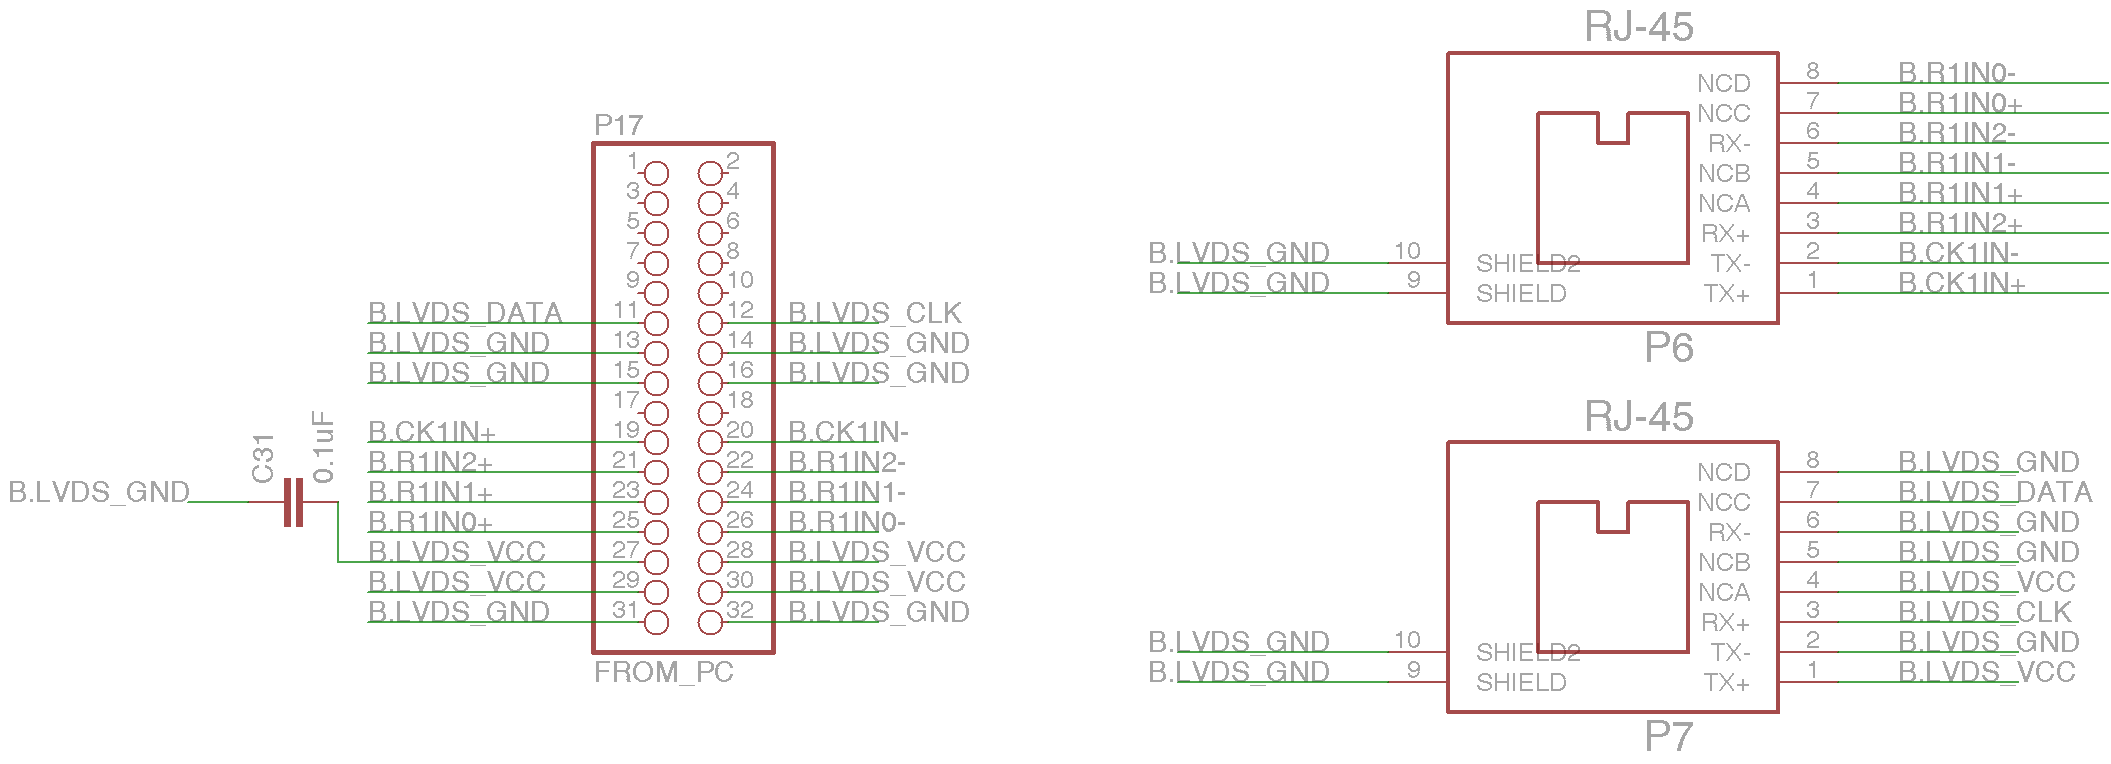 P17
1 2
3 4
5 6
7 8
9 10
B.LVDS_DATA 11 12 B.LVDS_CLK
B.LVDS_GND 13 14 B.LVDS_GND
B.LVDS_GND 15 16 B.LVDS_GND
17 18
B.CK1IN+ 19 20 B.CK1IN-
B.R1IN2+ 21 22 B.R1IN2-
B.R1IN1+ 23 24 B.R1IN1-
B.R1IN0+ 25 26 B.R1IN0-
B.LVDS_VCC 27 28 B.LVDS_VCC
B.LVDS_VCC 29 30 B.LVDS_VCC
B.LVDS_GND 31 32 B.LVDS_GND
FROM_PC
B.LVDS_GND
C31
0.1uF
RJ-45
NCD 8 B.R1IN0-
NCC 7 B.R1IN0+
RX- 6 B.R1IN2-
NCB 5 B.R1IN1-
NCA 4 B.R1IN1+
RX+ 3 B.R1IN2+
B.LVDS_GND 10 SHIELD2 TX- 2 B.CK1IN-
B.LVDS_GND 9 SHIELD TX+ 1 B.CK1IN+
P6
RJ-45
NCD 8 B.LVDS_GND
NCC 7 B.LVDS_DATA
RX- 6 B.LVDS_GND
NCB 5 B.LVDS_GND
NCA 4 B.LVDS_VCC
RX+ 3 B.LVDS_CLK
B.LVDS_GND 10 SHIELD2 TX- 2 B.LVDS_GND
B.LVDS_GND 9 SHIELD TX+ 1 B.LVDS_VCC
P7